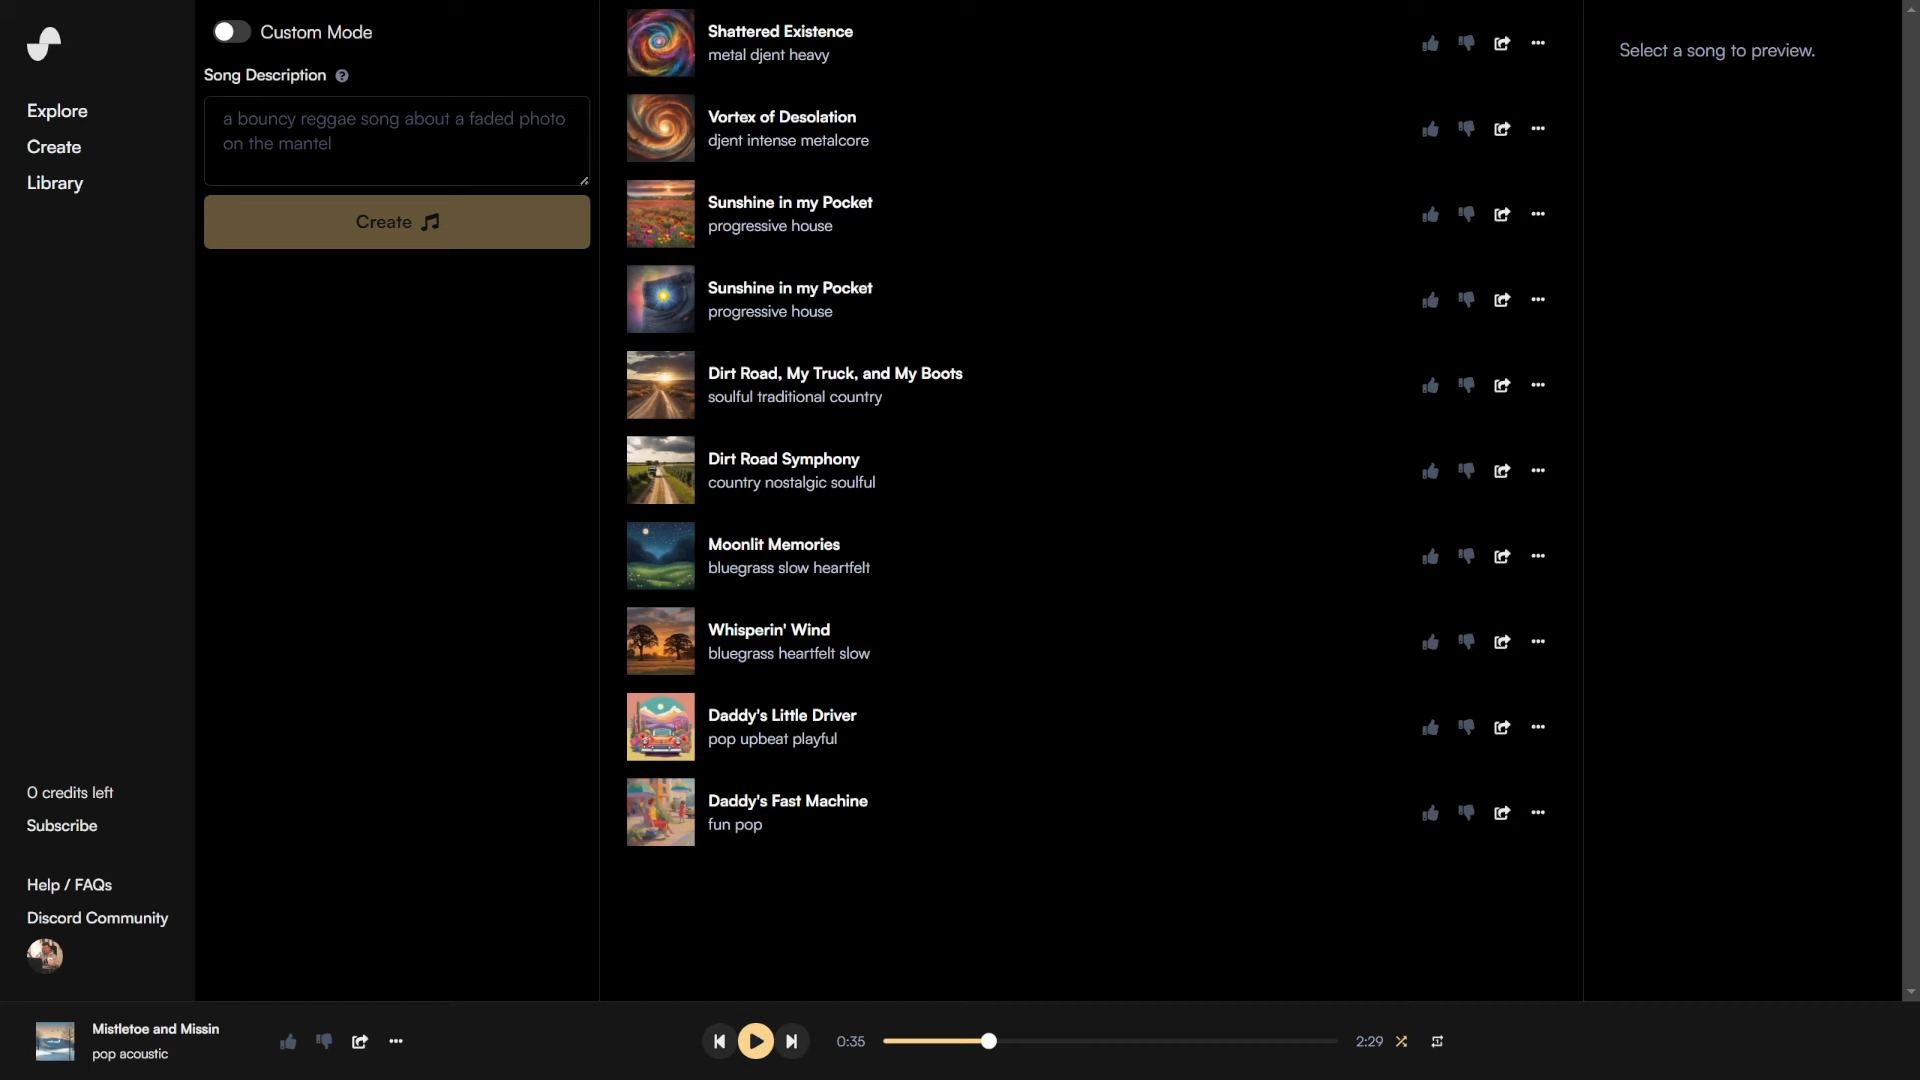 Explore
Create
Library
0 credits left
Subscribe
Help / FAQs
Discord Community
Custom Mode
Song Description
a bouncy reggae song about a faded photo
on the mantel
Create
Shattered Existence
metal djent heavy
Vortex of Desolation
djent intense metalcore
Sunshine in my Pocket
progressive house
Sunshine in my Pocket
progressive house
Dirt Road, My Truck, and My Boots
soulful traditional country
Dirt Road Symphony
country nostalgic soulful
Moonlit Memories
bluegrass slow heartfelt
Whisperin' Wind
bluegrass heartfelt slow
Daddy's Little Driver
pop upbeat playful
Daddy's Fast Machine
fun pop
Select a song to preview.
Mistletoe and Missin
pop acoustic
0:35
2:29